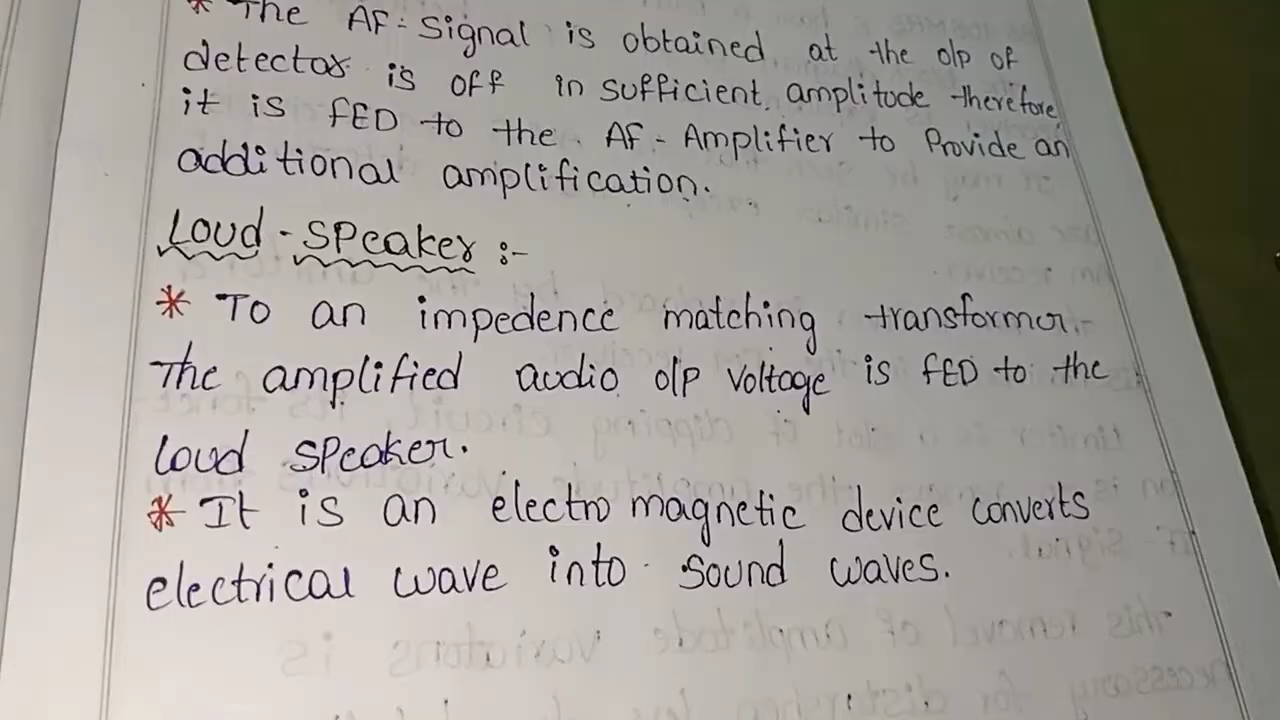 * The AF-Signal is obtained at the o/p of
detector is off in sufficient amplitude therefore
it is fED to the AF-Amplifier to Provide an
additional amplification.
Loud-Speaker :-
* To an impedence matching transformer.
The amplified audio o/p Voltage is fED to the
loud speaker.
* It is an electro magnetic device converts
electrical wave into sound waves.